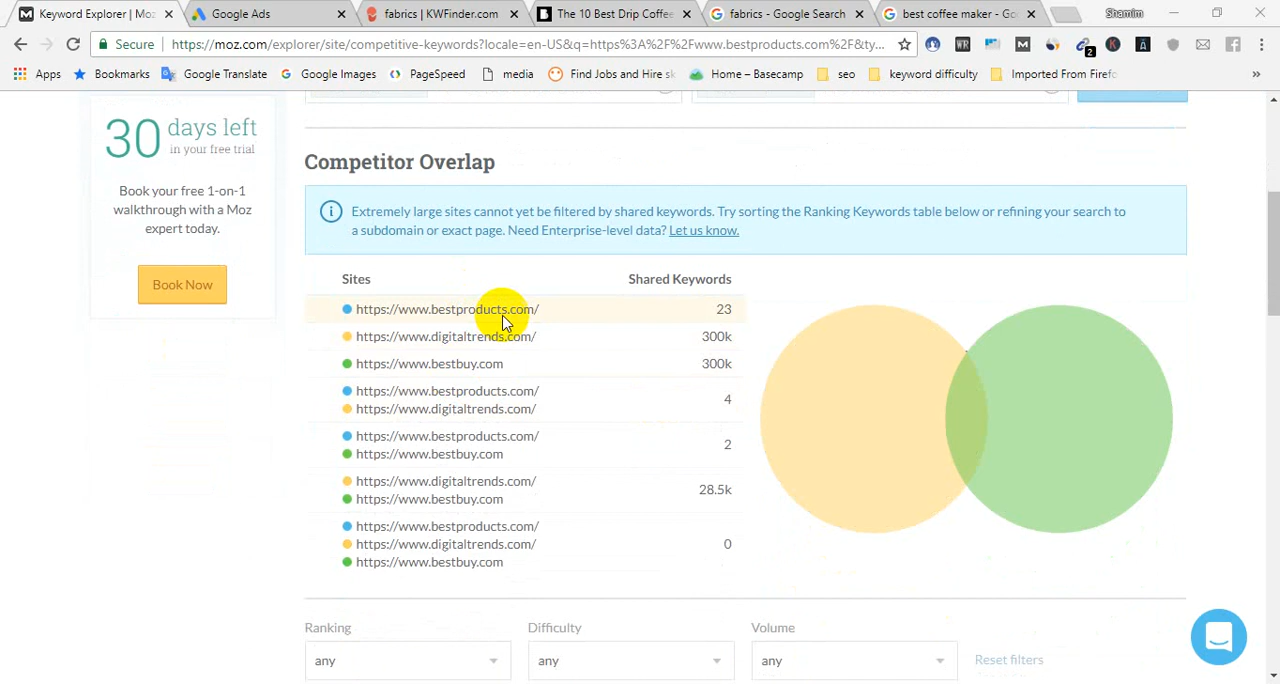 Keyword Explorer | Moz
Google Ads
fabrics | KWFinder.com
The 10 Best Drip Coffee
fabrics - Google Search
best coffee maker - Go
Shamim
Secure
https://moz.com/explorer/site/competitive-keywords?locale=en-US&q=https%3A%2F%2Fwww.bestproducts.com%2F&ty...
WR
M
2
K
Apps
Bookmarks
Google Translate
Google Images
PageSpeed
media
Find Jobs and Hire sk
Home – Basecamp
seo
keyword difficulty
Imported From Firefo
»
30 days left
in your free trial
Book your free 1-on-1
walkthrough with a Moz
expert today.
Book Now
Competitor Overlap
Extremely large sites cannot yet be filtered by shared keywords. Try sorting the Ranking Keywords table below or refining your search to
a subdomain or exact page. Need Enterprise-level data? Let us know.
Sites Shared Keywords
https://www.bestproducts.com/ 23
https://www.digitaltrends.com/ 300k
https://www.bestbuy.com 300k
https://www.bestproducts.com/
https://www.digitaltrends.com/
4
https://www.bestproducts.com/
https://www.bestbuy.com
2
https://www.digitaltrends.com/
https://www.bestbuy.com
28.5k
https://www.bestproducts.com/
https://www.digitaltrends.com/
https://www.bestbuy.com
0
Ranking Difficulty Volume
any any any Reset filters